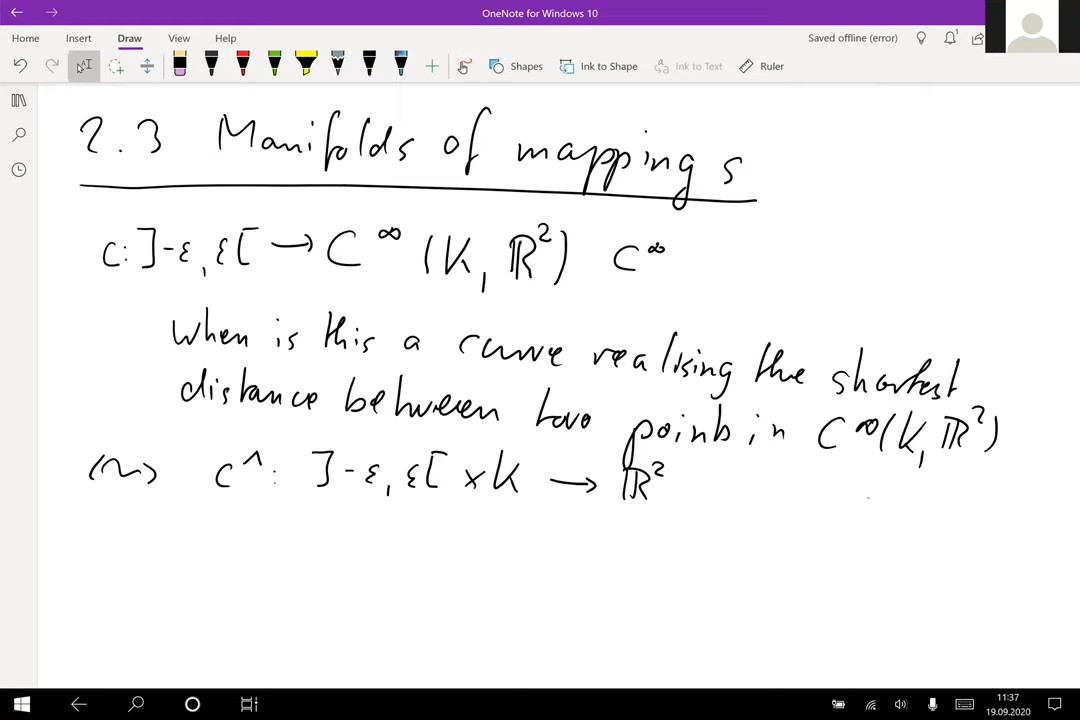 OneNote for Windows 10
Home Insert Draw View Help Saved offline (error) 1
Shapes Ink to Shape Ink to Text Ruler
2.3 Manifolds of mappings
c: ]-ε, ε[ → C^∞ (K, ℝ²) C^∞
When is this a curve realising the shortest
distance between two points in C^∞(K, ℝ²)
(~) c^∧: ]-ε, ε[ × K → ℝ²
11:37
19.09.2020